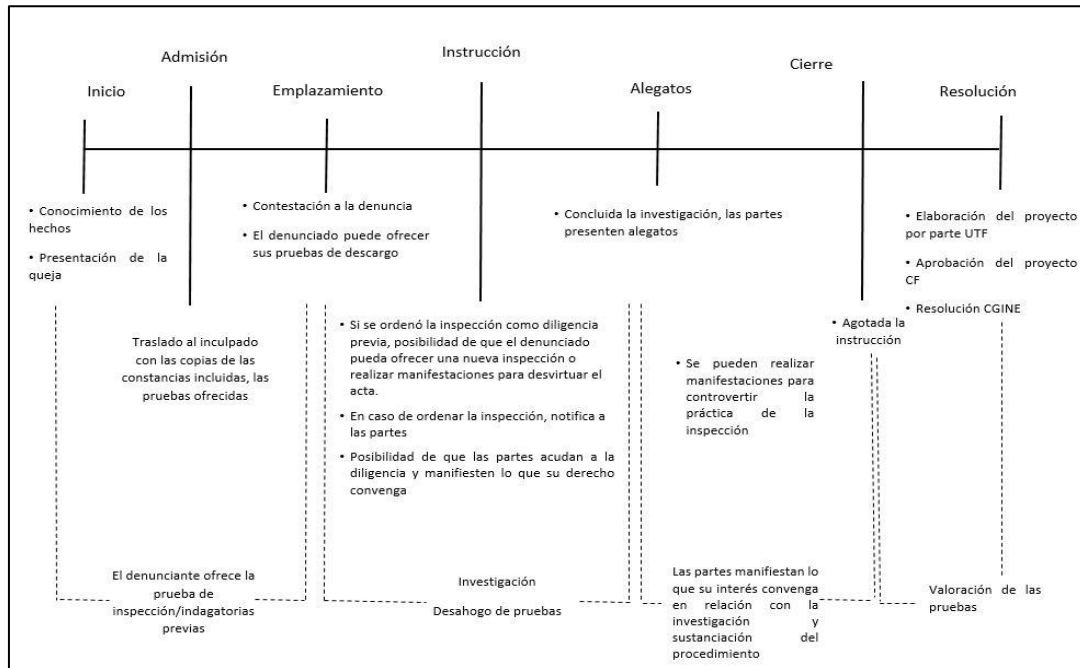 Inicio
Admisión
Emplazamiento
Instrucción
Alegatos
Cierre
Resolución
• Conocimiento de los
hechos
• Presentación de la
queja
Traslado al inculpado
con las copias de las
constancias incluidas, las
pruebas ofrecidas
• Contestación a la denuncia
• El denunciado puede ofrecer
sus pruebas de descargo
• Si se ordenó la inspección como diligencia
previa, posibilidad de que el denunciado
pueda ofrecer una nueva inspección o
realizar manifestaciones para desvirtuar el
acta.
• En caso de ordenar la inspección, notifica a
las partes
• Posibilidad de que las partes acudan a la
diligencia y manifiesten lo que su derecho
convenga
• Concluida la investigación, las partes
presenten alegatos
• Se pueden realizar
manifestaciones para
controvertir la
práctica de la
inspección
• Agotada la
instrucción
• Elaboración del proyecto
por parte UTF
• Aprobación del proyecto
CF
• Resolución CGINE
El denunciante ofrece la
prueba de
inspección/indagatorias
previas
Investigación
Desahogo de pruebas
Las partes manifiestan lo
que su interés convenga
en relación con la
investigación y
sustanciación del
procedimiento
Valoración de las
pruebas